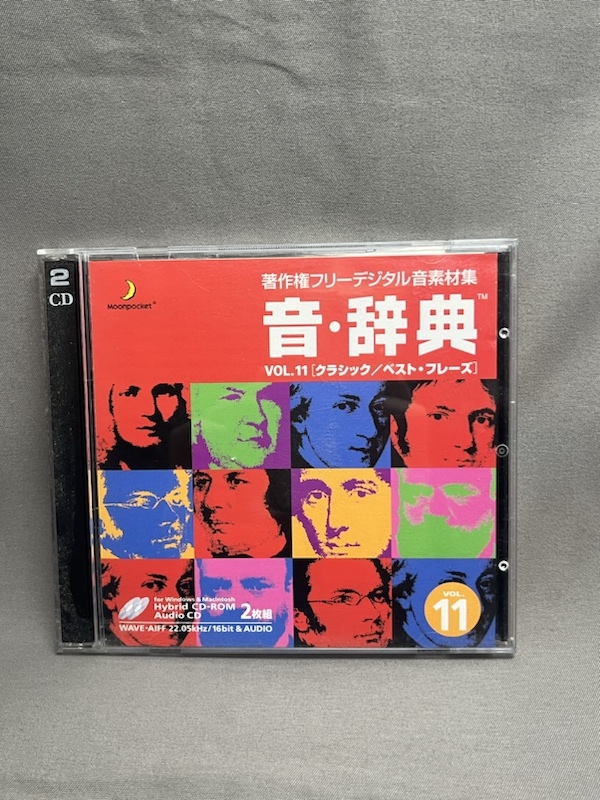 2
CD
Moonpocket®
著作権フリーデジタル音素材集
音・辞典™
VOL.11［クラシック／ベスト・フレーズ］
for Windows & Macintosh
Hybrid CD-ROM
Audio CD
2枚組
WAVE・AIFF 22.05kHz/16bit & AUDIO
VOL.
11